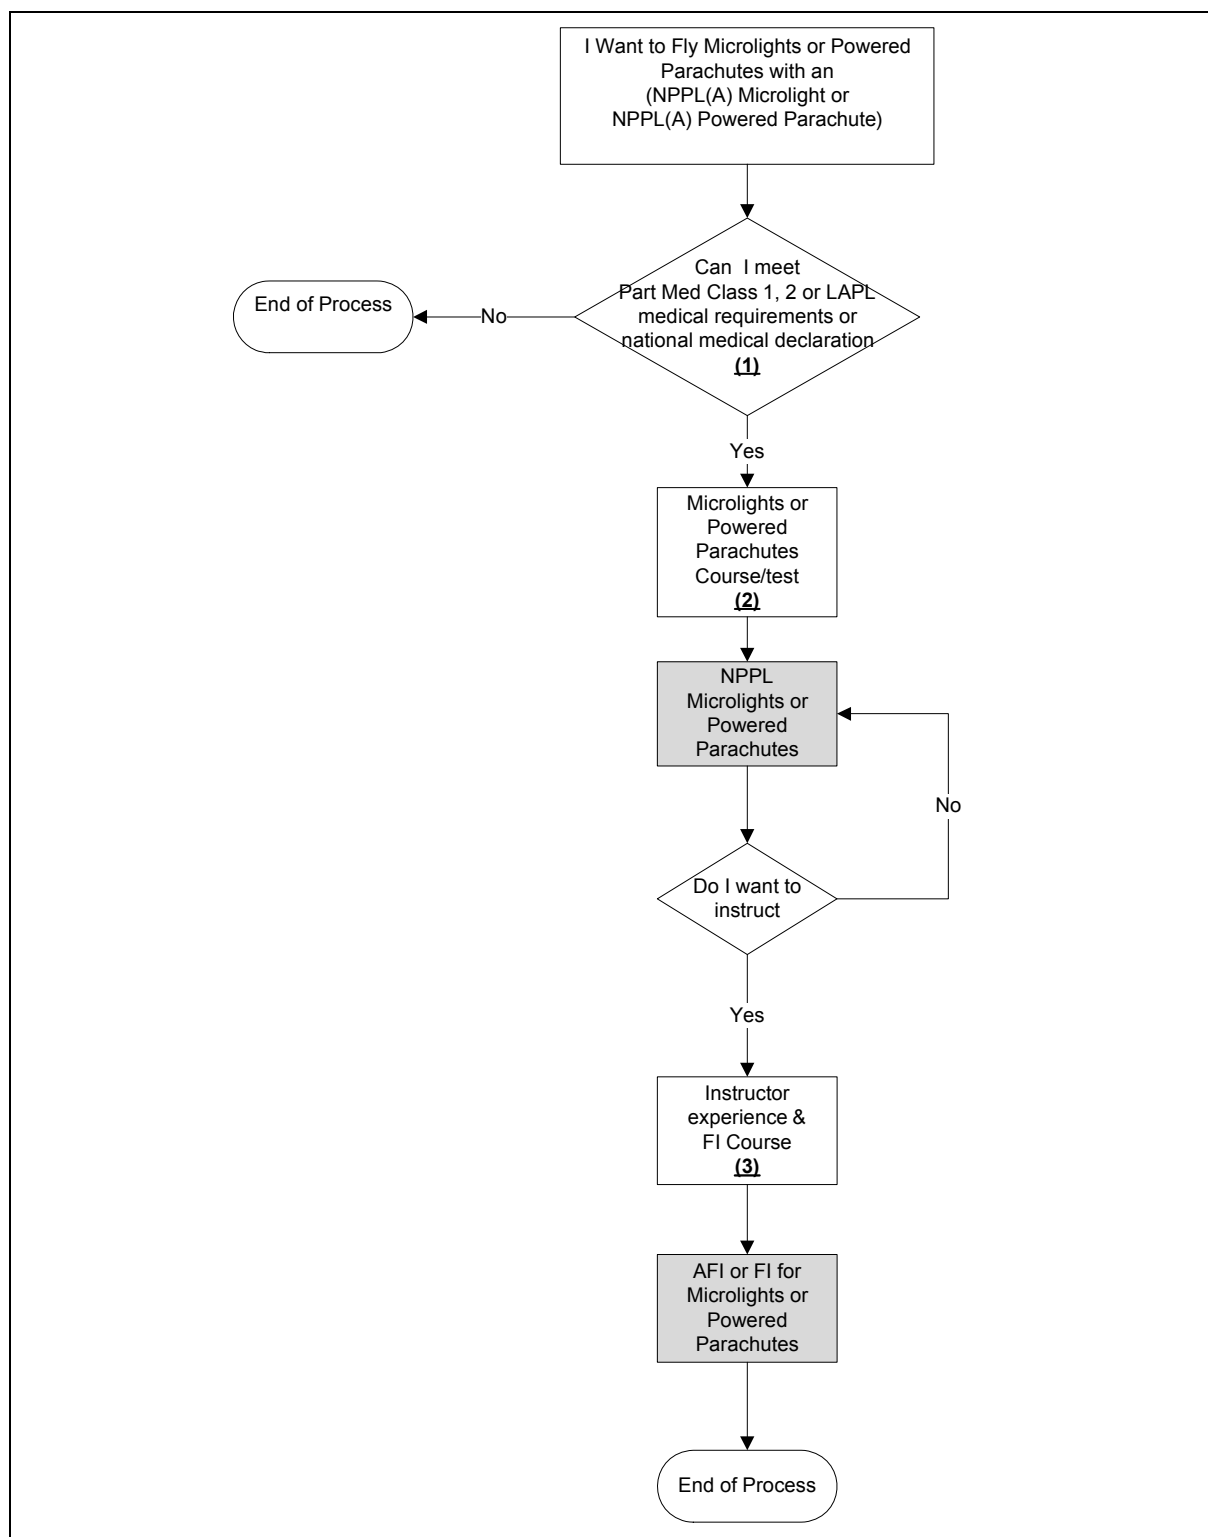 I Want to Fly Microlights or Powered
Parachutes with an
(NPPL(A) Microlight or
NPPL(A) Powered Parachute)
Can I meet
Part Med Class 1, 2 or LAPL
medical requirements or
national medical declaration
(1)
End of Process
No
Yes
Microlights or
Powered
Parachutes
Course/test
(2)
NPPL
Microlights or
Powered
Parachutes
No
Do I want to
instruct
Yes
Instructor
experience &
FI Course
(3)
AFI or FI for
Microlights or
Powered
Parachutes
End of Process